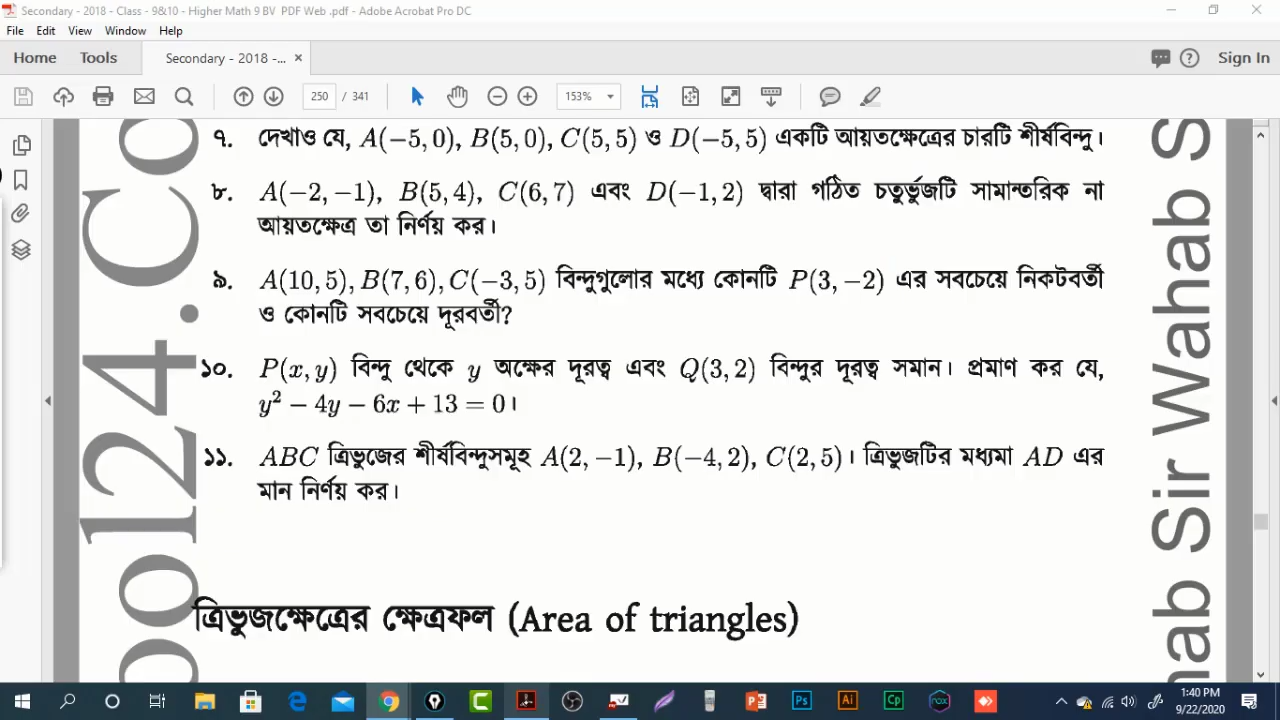 Secondary - 2018 - Class - 9&10 - Higher Math 9 BV PDF Web .pdf - Adobe Acrobat Pro DC
File Edit View Window Help
Home Tools Secondary - 2018 -... × Sign In
250 / 341 153%
৭. দেখাও যে, A(−5, 0), B(5, 0), C(5, 5) ও D(−5, 5) একটি আয়তক্ষেত্রের চারটি শীর্ষবিন্দু।
৮. A(−2, −1), B(5, 4), C(6, 7) এবং D(−1, 2) দ্বারা গঠিত চতুর্ভুজটি সামান্তরিক না
আয়তক্ষেত্র তা নির্ণয় কর।
৯. A(10, 5), B(7, 6), C(−3, 5) বিন্দুগুলোর মধ্যে কোনটি P(3, −2) এর সবচেয়ে নিকটবর্তী
ও কোনটি সবচেয়ে দূরবর্তী?
১০. P(x, y) বিন্দু থেকে y অক্ষের দূরত্ব এবং Q(3, 2) বিন্দুর দূরত্ব সমান। প্রমাণ কর যে,
y² − 4y − 6x + 13 = 0।
১১. ABC ত্রিভুজের শীর্ষবিন্দুসমূহ A(2, −1), B(−4, 2), C(2, 5)। ত্রিভুজটির মধ্যমা AD এর
মান নির্ণয় কর।
ত্রিভুজক্ষেত্রের ক্ষেত্রফল (Area of triangles)
ool24.Co
hab Sir Wahab S
1:40 PM
9/22/2020